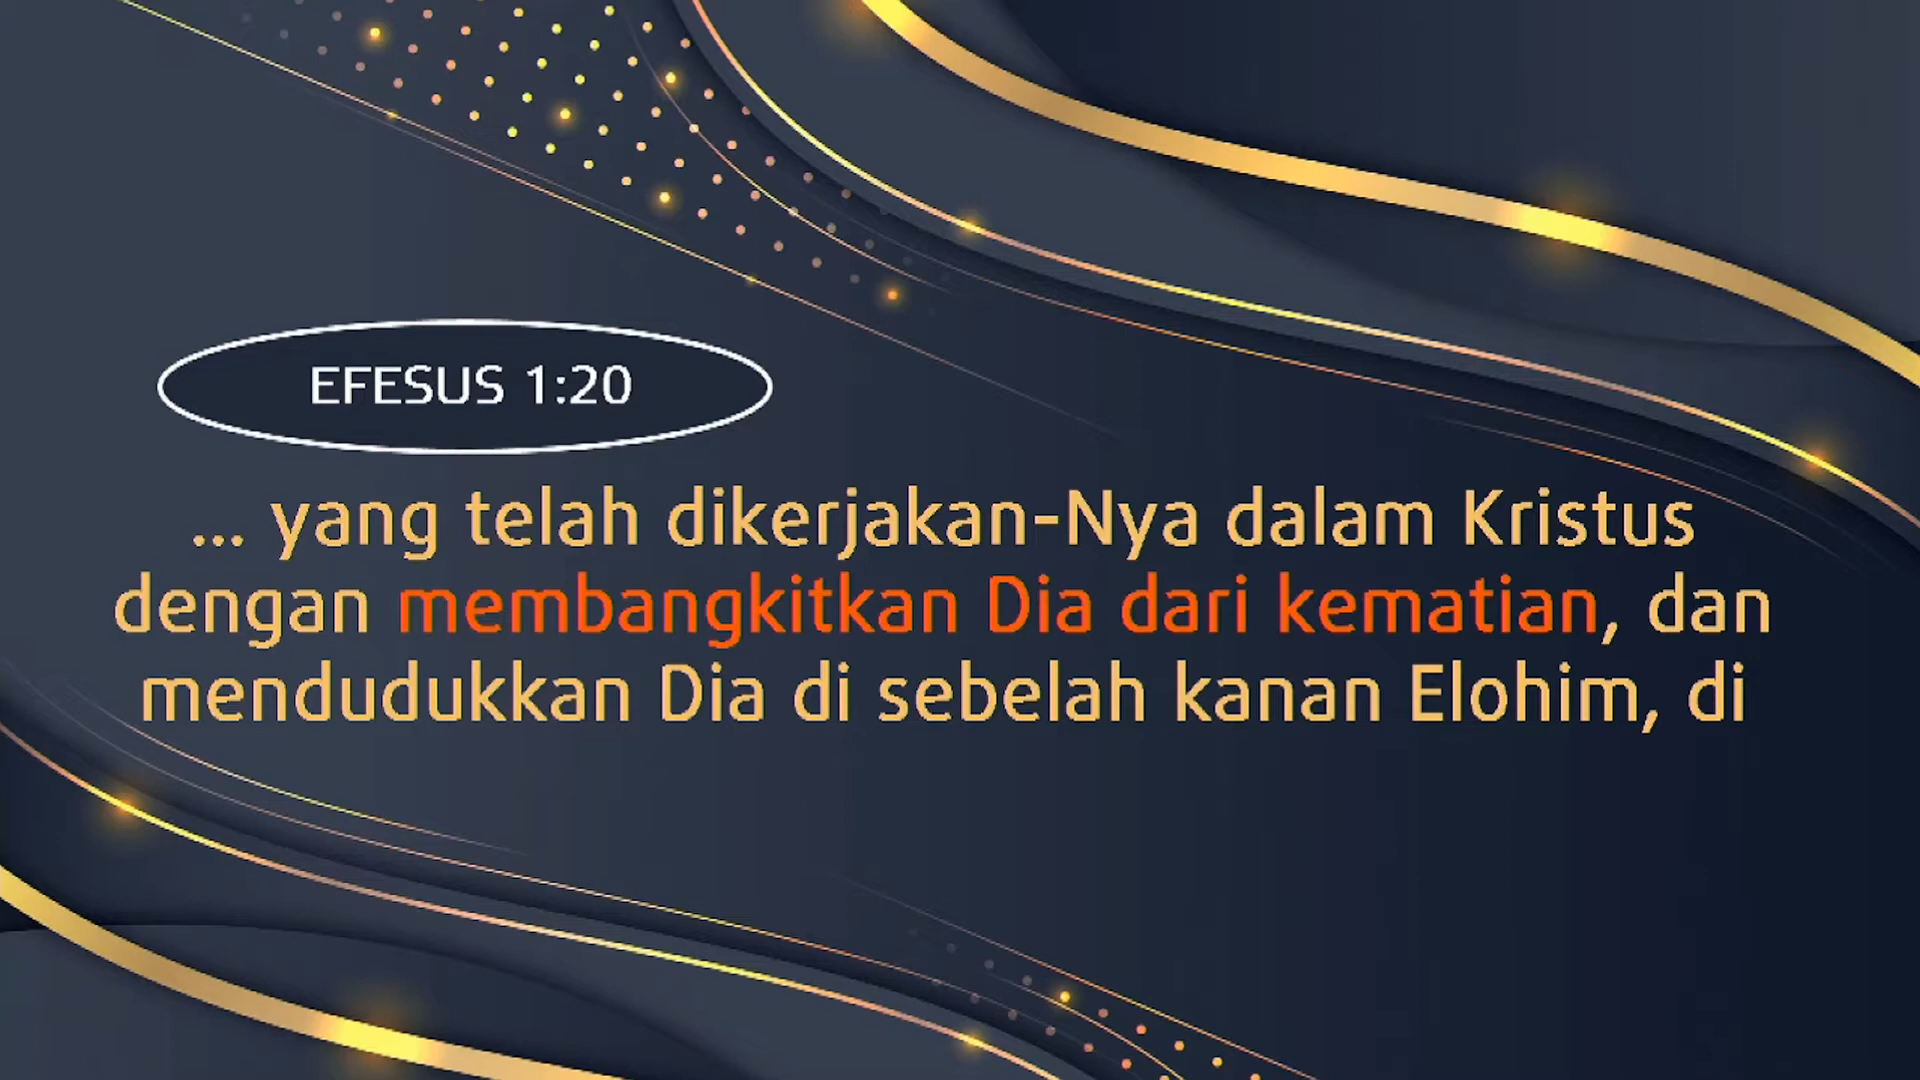 EFESUS 1:20
... yang telah dikerjakan-Nya dalam Kristus
dengan membangkitkan Dia dari kematian, dan
mendudukkan Dia di sebelah kanan Elohim, di